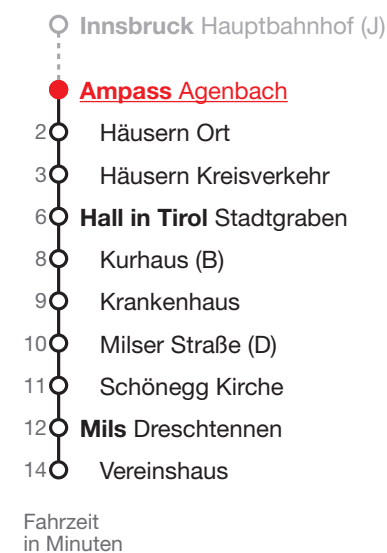 Innsbruck Hauptbahnhof (J)
Ampass Agenbach
2 Häusern Ort
3 Häusern Kreisverkehr
6 Hall in Tirol Stadtgraben
8 Kurhaus (B)
9 Krankenhaus
10 Milser Straße (D)
11 Schönegg Kirche
12 Mils Dreschtennen
14 Vereinshaus
Fahrzeit
in Minuten